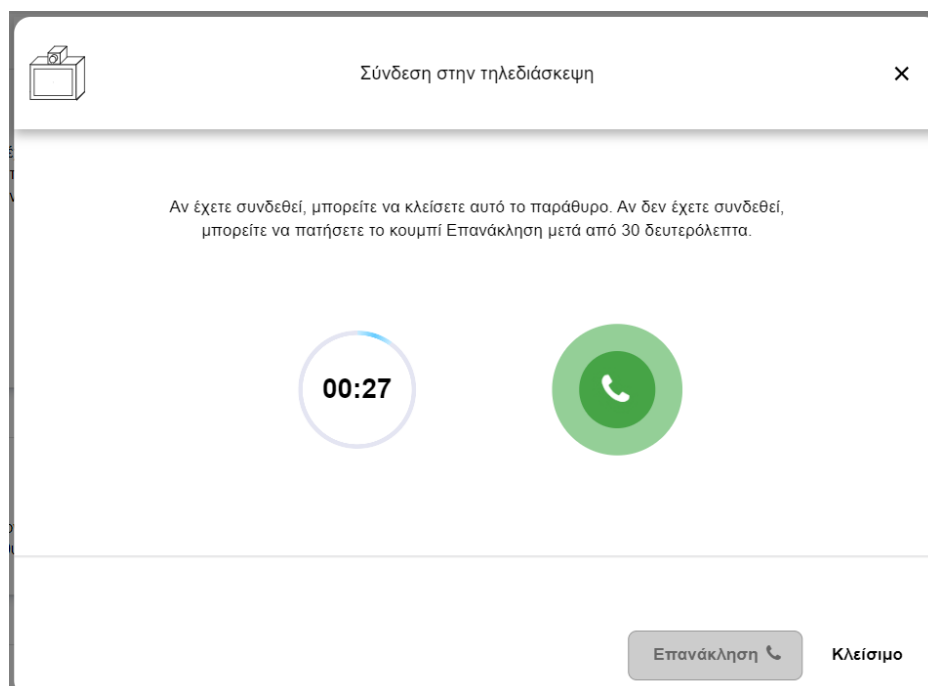 Σύνδεση στην τηλεδιάσκεψη
Αν έχετε συνδεθεί, μπορείτε να κλείσετε αυτό το παράθυρο. Αν δεν έχετε συνδεθεί,
μπορείτε να πατήσετε το κουμπί Επανάκληση μετά από 30 δευτερόλεπτα.
00:27
Επανάκληση
Κλείσιμο